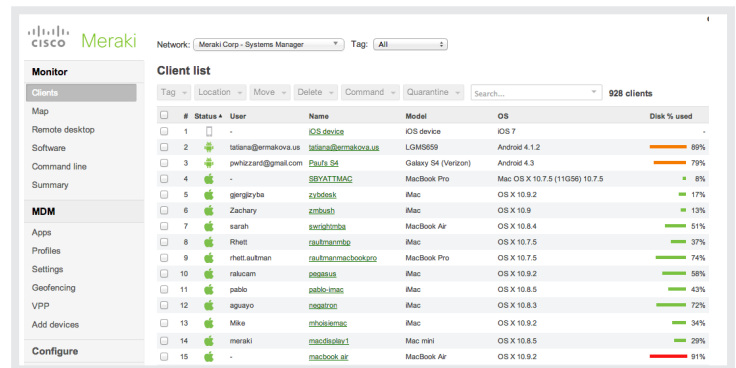 CISCO Meraki
Network: Meraki Corp - Systems Manager Tag: All
Monitor
Clients
Map
Remote desktop
Software
Command line
Summary
MDM
Apps
Profiles
Settings
Geofencing
VPP
Add devices
Configure
Client list
Tag Location Move Delete Command Quarantine Search... 928 clients
# Status User Name Model OS Disk % used
1 - iOS device iOS device iOS 7 -
2 tatiana@ermakova.us tatiana@ermakova.us LGMS659 Android 4.1.2 89%
3 pwhizzard@gmail.com Paul's S4 Galaxy S4 (Verizon) Android 4.3 79%
4 - SBYATTMAC MacBook Pro Mac OS X 10.7.5 (11G56) 10.7.5 8%
5 gjergjizyba zybdesk iMac OS X 10.9.2 17%
6 Zachary zmbush iMac OS X 10.9 13%
7 sarah swrightmba MacBook Air OS X 10.8.4 51%
8 Rhett raultmanmbp iMac OS X 10.7.5 37%
9 rhett.aultman raultmanmacbookpro MacBook Pro OS X 10.7.5 74%
10 ralucam pegasus iMac OS X 10.9.2 58%
11 pablo pablo-imac iMac OS X 10.8.5 43%
12 aguayo negatron iMac OS X 10.8.3 72%
13 Mike mhoisiemac iMac OS X 10.9.2 34%
14 meraki macdisplay1 Mac mini OS X 10.8.5 29%
15 - macbook air MacBook Air OS X 10.9.2 91%